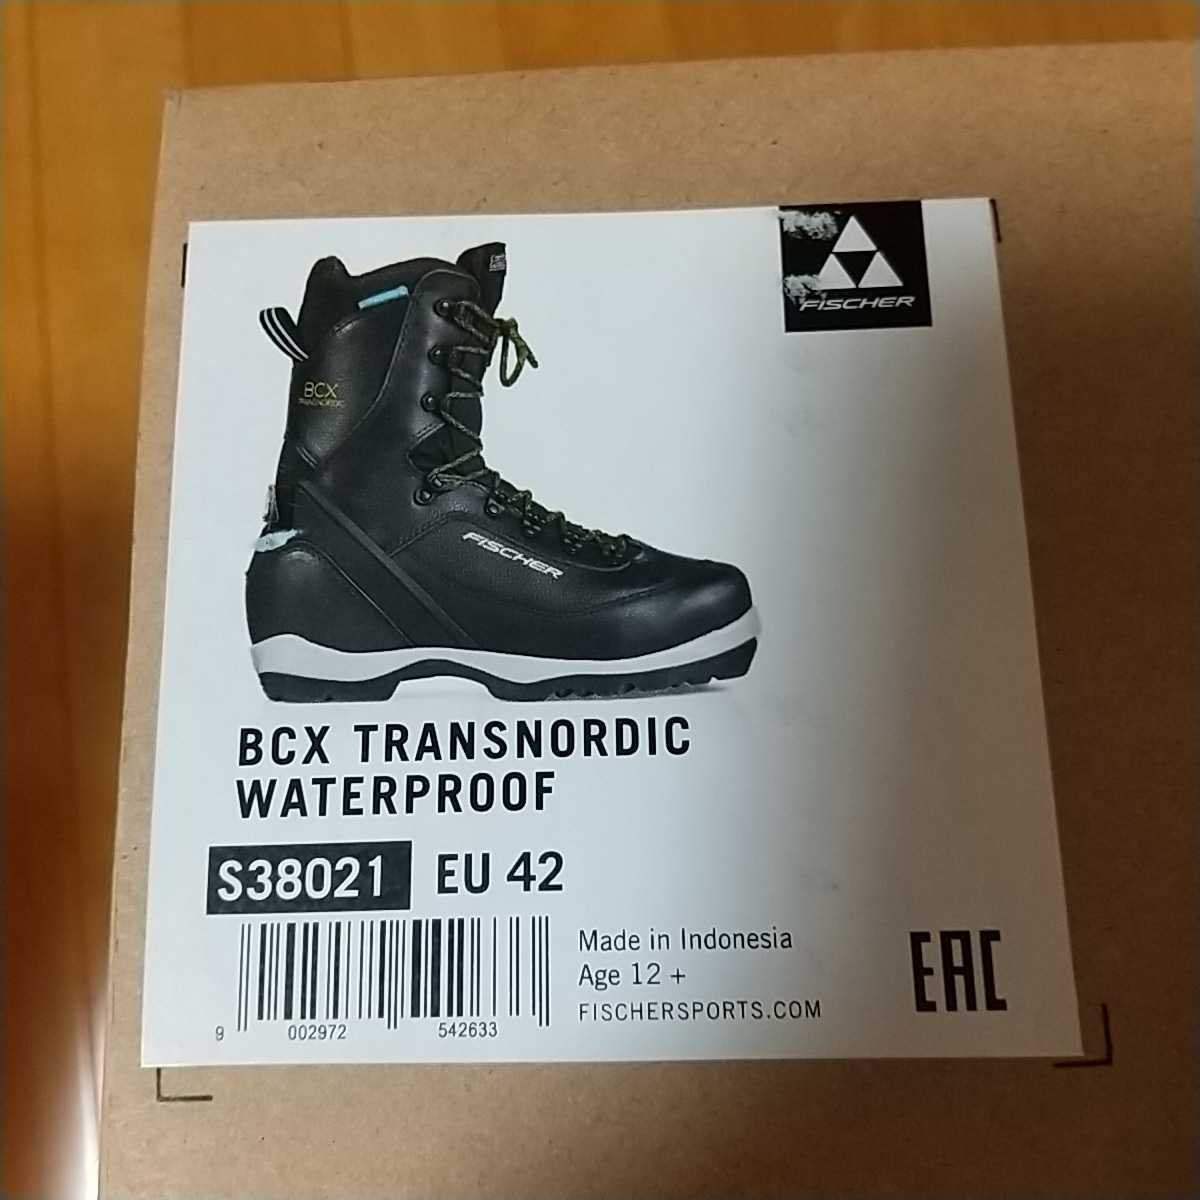 FISCHER
BCX
TRANSNORDIC
FISCHER
BCX TRANSNORDIC
WATERPROOF
S38021 EU 42
Made in Indonesia
Age 12 +
FISCHERSPORTS.COM
EAC
9 002972 542633